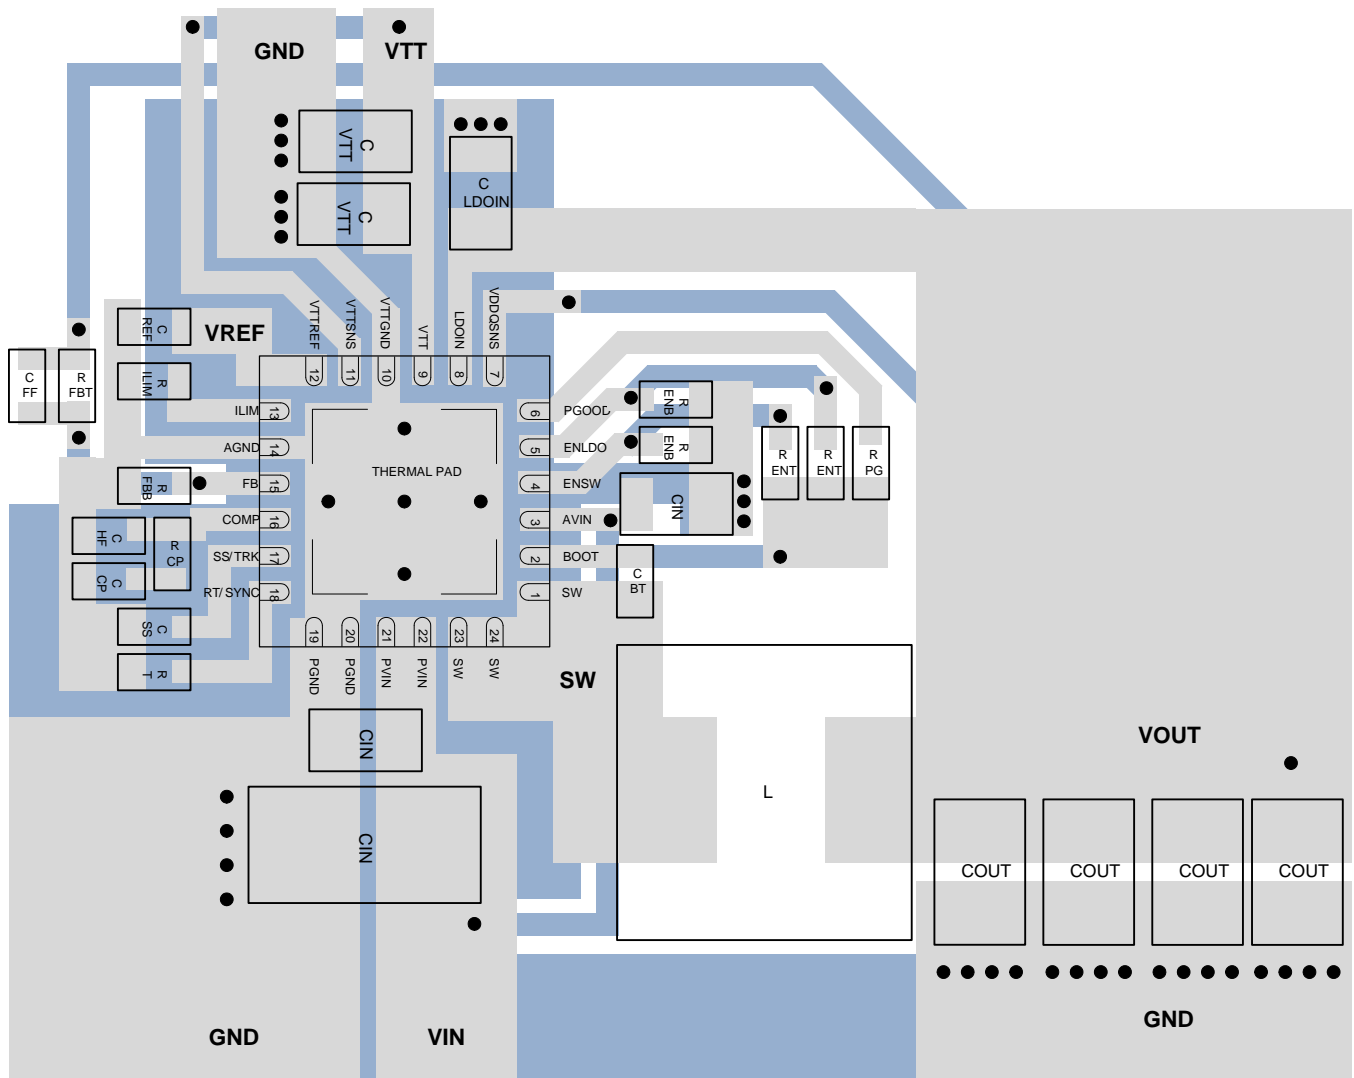 GND
VTT
C
VTT
C
VTT
C
LDOIN
C
REF
VREF
R
ILIM
C
FF
R
FBT
VTTREF
VTTSNS
VTTGND
VTT
LDOIN
VDDQSNS
12
11
10
9
8
7
ILIM
13
AGND
14
FB
15
COMP
16
SS/TRK
17
RT/SYNC
18
THERMAL PAD
6
PGOOD
5
ENLDO
4
ENSW
3
AVIN
2
BOOT
1
SW
R
ENB
R
ENB
CIN
R
ENT
R
ENT
R
PG
C
BT
R
FBB
C
HF
R
CP
C
CP
C
SS
R
T
19
20
21
22
23
24
PGND
PGND
PVIN
PVIN
SW
SW
SW
CIN
CIN
L
VOUT
COUT
COUT
COUT
COUT
GND
VIN
GND